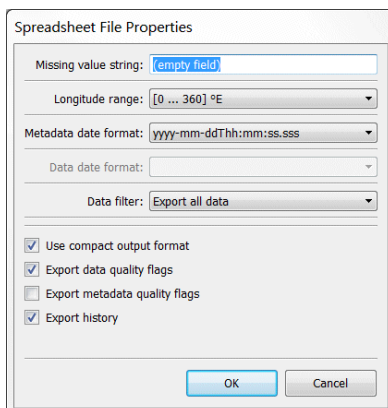 Spreadsheet File Properties
Missing value string: (empty field)
Longitude range: [0 ... 360] ºE
Metadata date format: yyyy-mm-ddThh:mm:ss.sss
Data date format:
Data filter: Export all data
Use compact output format
Export data quality flags
Export metadata quality flags
Export history
OK Cancel